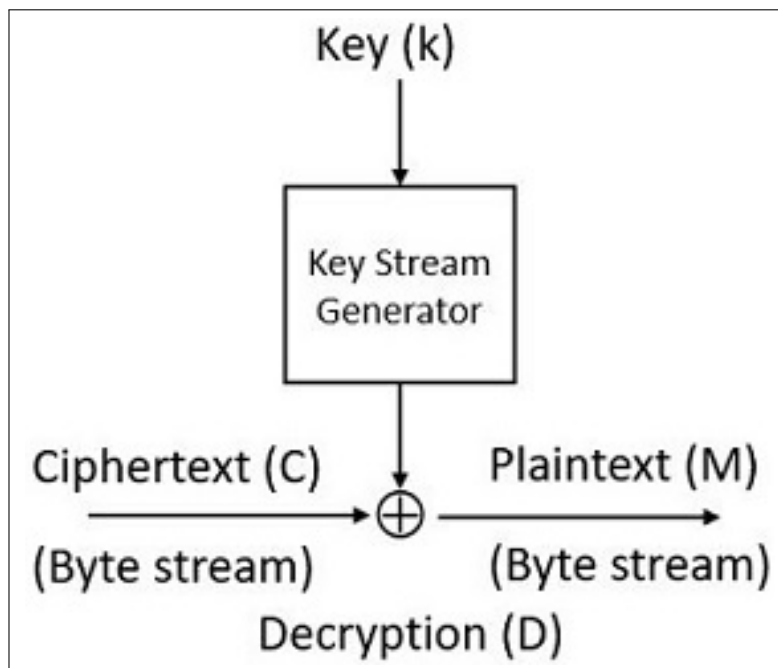 Key (k)
Key Stream
Generator
Ciphertext (C)
Plaintext (M)
(Byte stream)
(Byte stream)
Decryption (D)